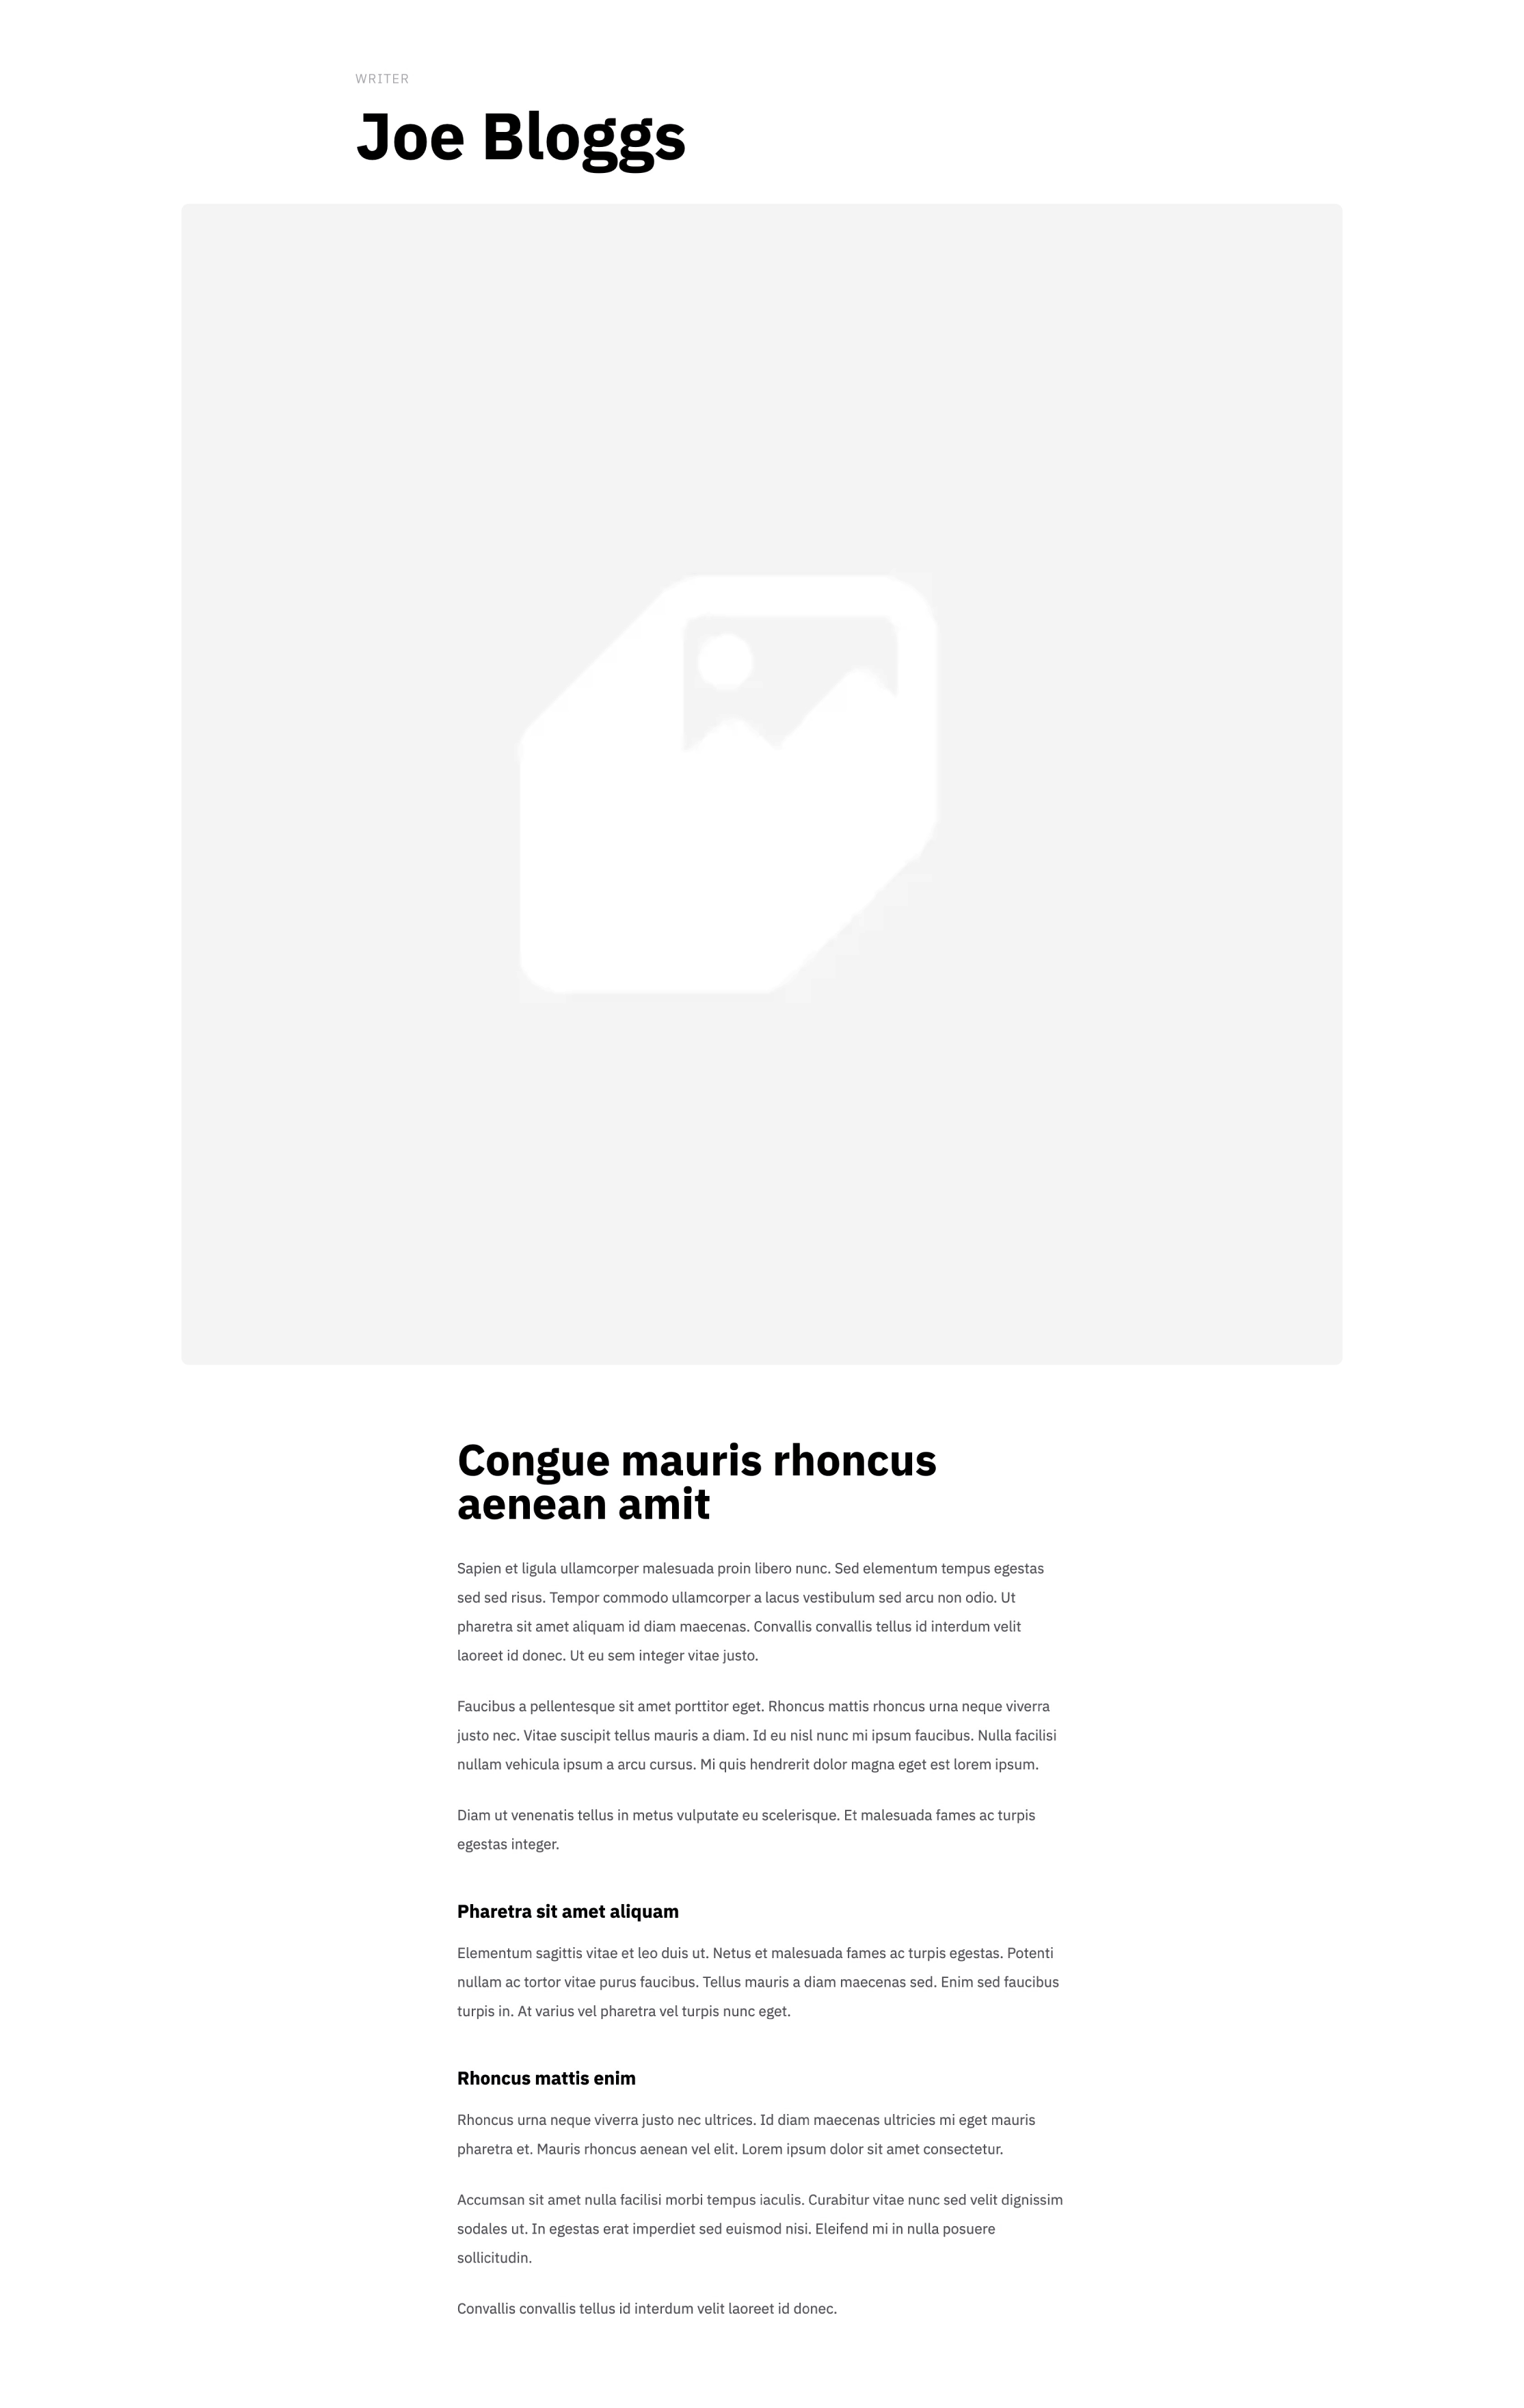 WRITER
Joe Bloggs
Congue mauris rhoncus
aenean amit
Sapien et ligula ullamcorper malesuada proin libero nunc. Sed elementum tempus egestas
sed sed risus. Tempor commodo ullamcorper a lacus vestibulum sed arcu non odio. Ut
pharetra sit amet aliquam id diam maecenas. Convallis convallis tellus id interdum velit
laoreet id donec. Ut eu sem integer vitae justo.
Faucibus a pellentesque sit amet porttitor eget. Rhoncus mattis rhoncus urna neque viverra
justo nec. Vitae suscipit tellus mauris a diam. Id eu nisl nunc mi ipsum faucibus. Nulla facilisi
nullam vehicula ipsum a arcu cursus. Mi quis hendrerit dolor magna eget est lorem ipsum.
Diam ut venenatis tellus in metus vulputate eu scelerisque. Et malesuada fames ac turpis
egestas integer.
Pharetra sit amet aliquam
Elementum sagittis vitae et leo duis ut. Netus et malesuada fames ac turpis egestas. Potenti
nullam ac tortor vitae purus faucibus. Tellus mauris a diam maecenas sed. Enim sed faucibus
turpis in. At varius vel pharetra vel turpis nunc eget.
Rhoncus mattis enim
Rhoncus urna neque viverra justo nec ultrices. Id diam maecenas ultricies mi eget mauris
pharetra et. Mauris rhoncus aenean vel elit. Lorem ipsum dolor sit amet consectetur.
Accumsan sit amet nulla facilisi morbi tempus iaculis. Curabitur vitae nunc sed velit dignissim
sodales ut. In egestas erat imperdiet sed euismod nisi. Eleifend mi in nulla posuere
sollicitudin.
Convallis convallis tellus id interdum velit laoreet id donec.